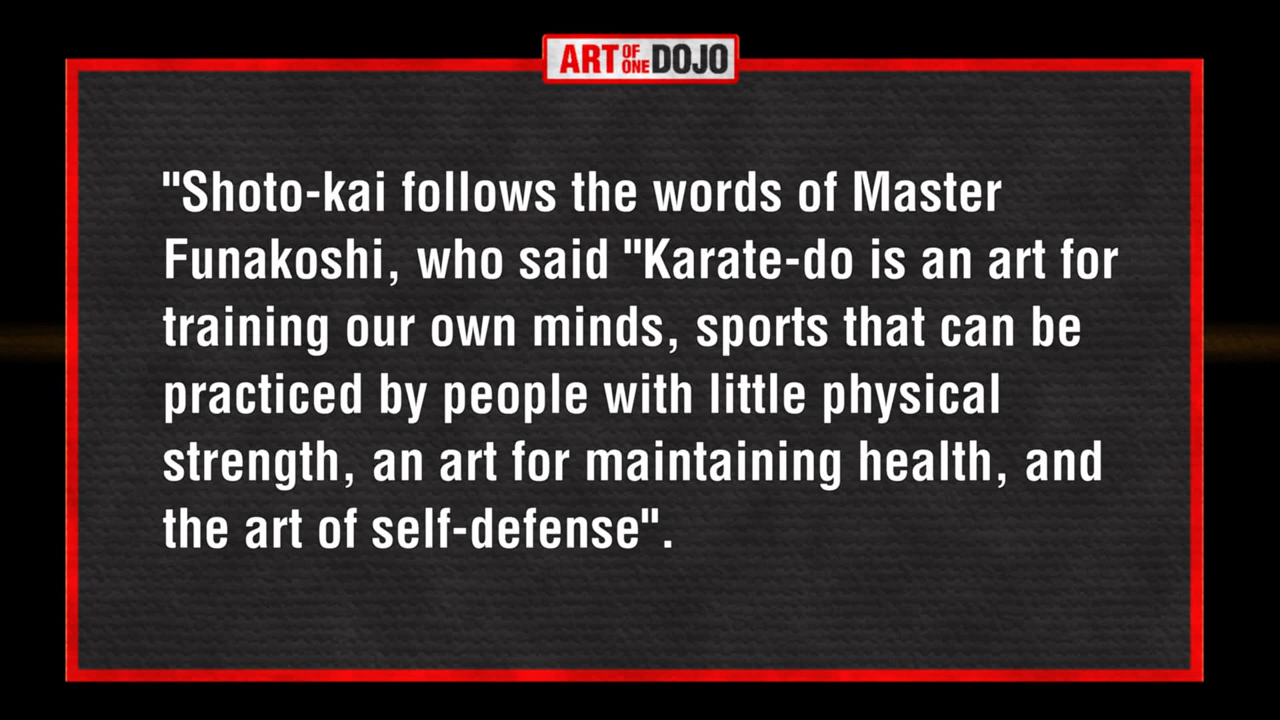 ART OF ONE DOJO
"Shoto-kai follows the words of Master
Funakoshi, who said "Karate-do is an art for
training our own minds, sports that can be
practiced by people with little physical
strength, an art for maintaining health, and
the art of self-defense".